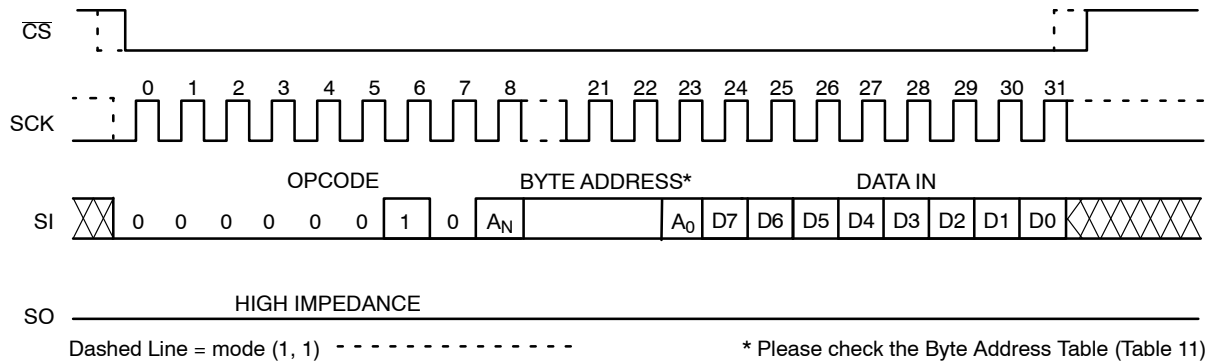 CS
0 1 2 3 4 5 6 7 8 21 22 23 24 25 26 27 28 29 30 31
SCK
OPCODE BYTE ADDRESS* DATA IN
SI 0 0 0 0 0 0 1 0 AN A0 D7 D6 D5 D4 D3 D2 D1 D0
HIGH IMPEDANCE
SO
Dashed Line = mode (1, 1) * Please check the Byte Address Table (Table 11)